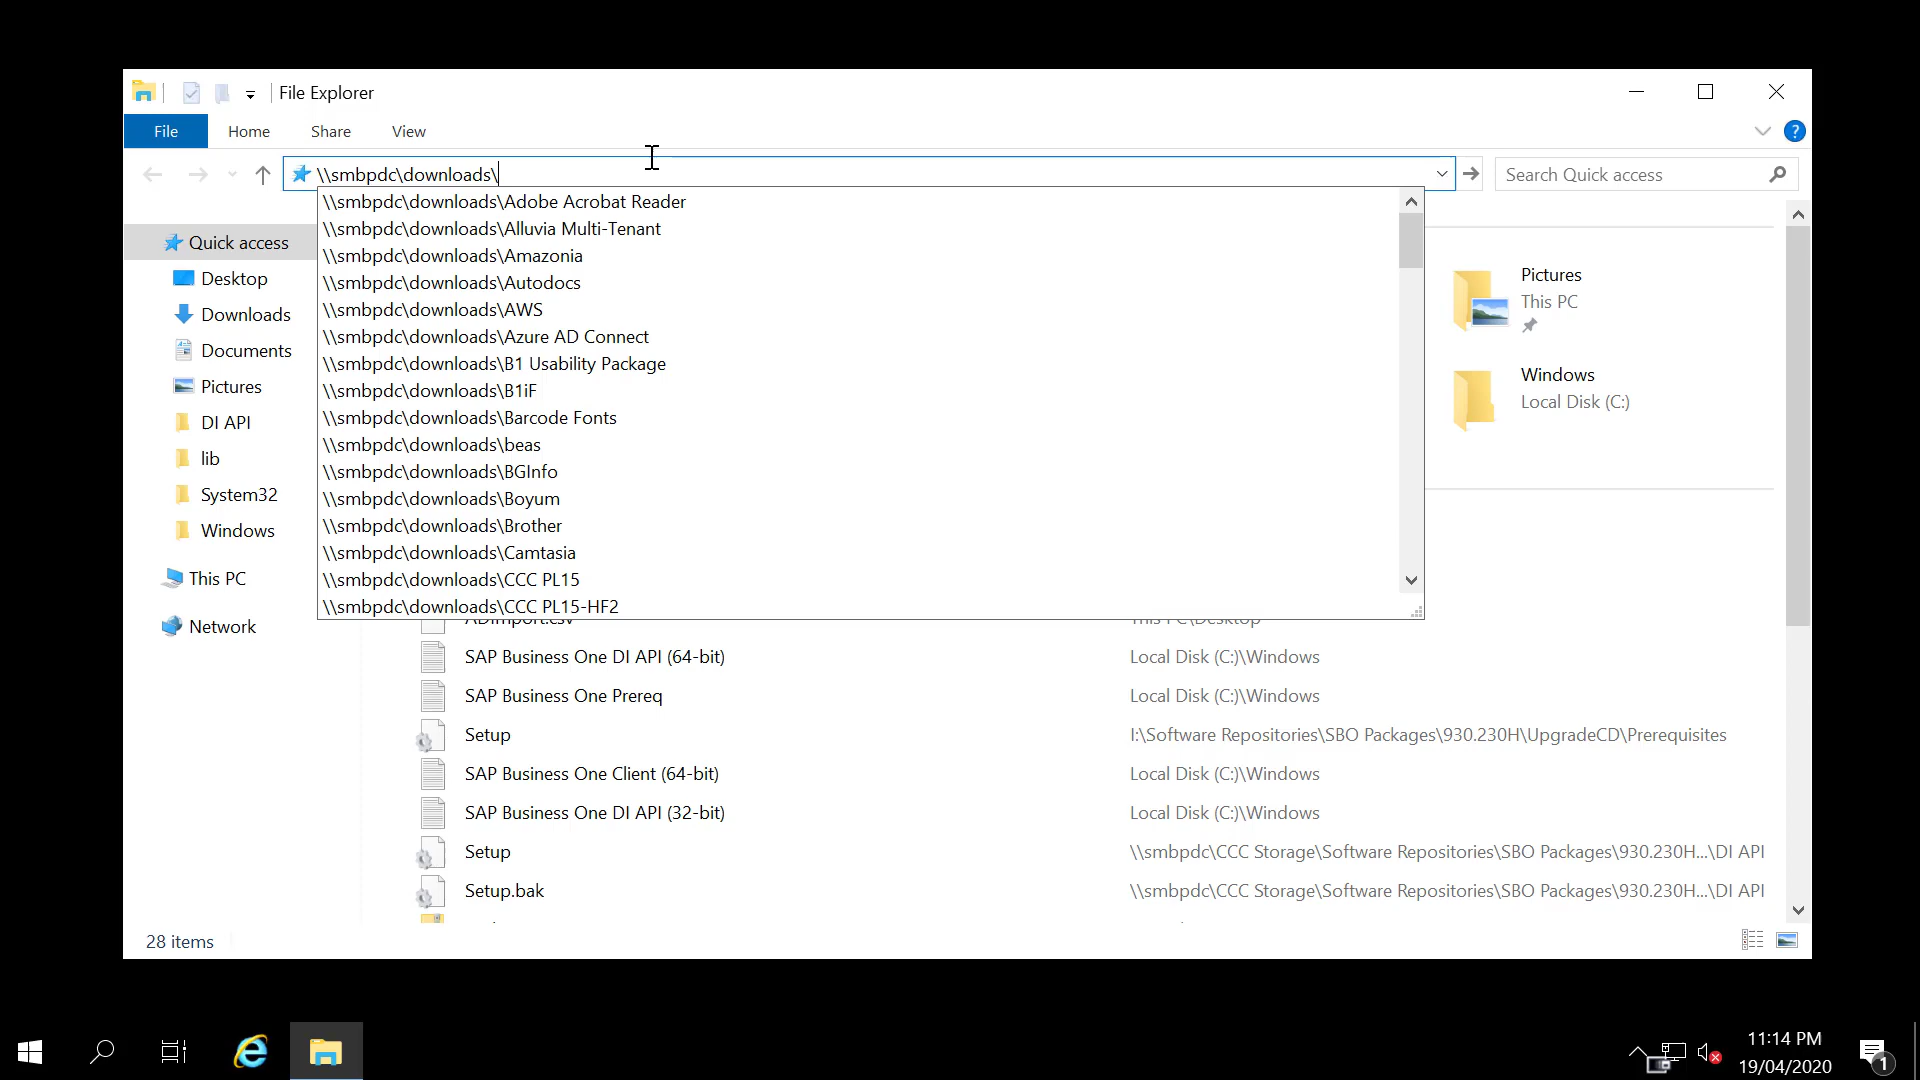 File Explorer
File
Home
Share
View
?
\\smbpdc\downloads\
Search Quick access
\\smbpdc\downloads\Adobe Acrobat Reader
\\smbpdc\downloads\Alluvia Multi-Tenant
\\smbpdc\downloads\Amazonia
\\smbpdc\downloads\Autodocs
\\smbpdc\downloads\AWS
\\smbpdc\downloads\Azure AD Connect
\\smbpdc\downloads\B1 Usability Package
\\smbpdc\downloads\B1iF
\\smbpdc\downloads\Barcode Fonts
\\smbpdc\downloads\beas
\\smbpdc\downloads\BGInfo
\\smbpdc\downloads\Boyum
\\smbpdc\downloads\Brother
\\smbpdc\downloads\Camtasia
\\smbpdc\downloads\CCC PL15
\\smbpdc\downloads\CCC PL15-HF2
Quick access
Desktop
Downloads
Documents
Pictures
DI API
lib
System32
Windows
This PC
Network
Pictures
This PC
Windows
Local Disk (C:)
ADImport.csv This PC\Desktop
SAP Business One DI API (64-bit) Local Disk (C:)\Windows
SAP Business One Prereq Local Disk (C:)\Windows
Setup I:\Software Repositories\SBO Packages\930.230H\UpgradeCD\Prerequisites
SAP Business One Client (64-bit) Local Disk (C:)\Windows
SAP Business One DI API (32-bit) Local Disk (C:)\Windows
Setup \\smbpdc\CCC Storage\Software Repositories\SBO Packages\930.230H...\DI API
Setup.bak \\smbpdc\CCC Storage\Software Repositories\SBO Packages\930.230H...\DI API
28 items
11:14 PM
19/04/2020
1